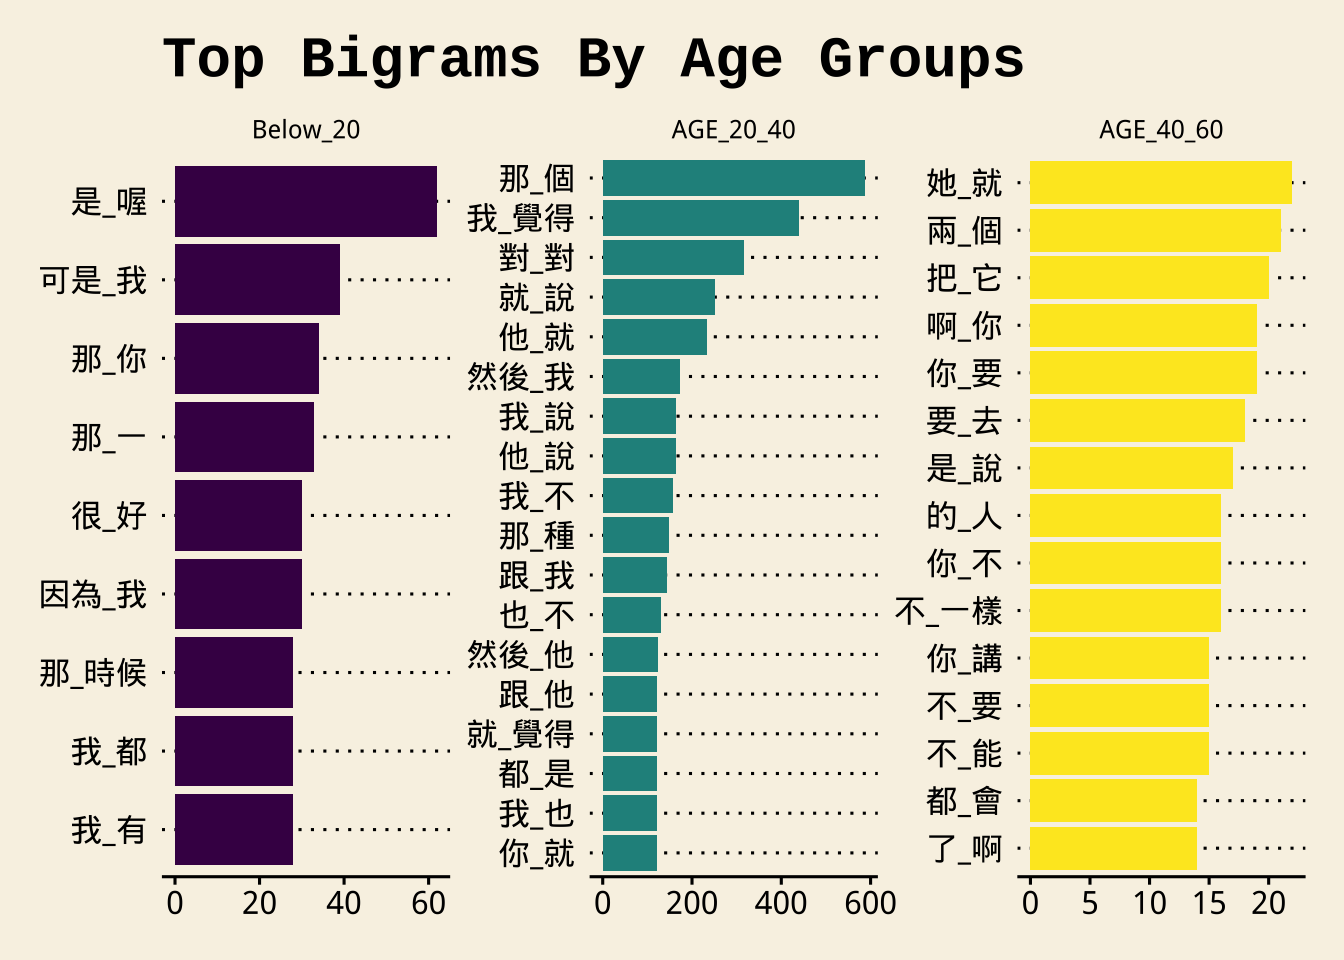 Top Bigrams By Age Groups
Below_20
是_喔
可是_我
那_你
那_一
很_好
因為_我
那_時候
我_都
我_有
0 20 40 60
AGE_20_40
那_個
我_覺得
對_對
就_說
他_就
然後_我
我_說
他_說
我_不
那_種
跟_我
也_不
然後_他
跟_他
就_覺得
都_是
我_也
你_就
0 200 400 600
AGE_40_60
她_就
兩_個
把_它
啊_你
你_要
要_去
是_說
的_人
你_不
不_一樣
你_講
不_要
不_能
都_會
了_啊
0 5 10 15 20